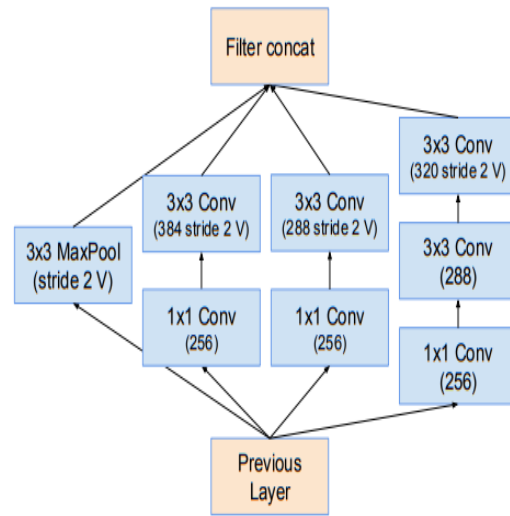 Filter concat
3x3 Conv
(320 stride 2 V)
3x3 Conv
(384 stride 2 V)
3x3 Conv
(288 stride 2 V)
3x3 MaxPool
(stride 2 V)
3x3 Conv
(288)
1x1 Conv
(256)
1x1 Conv
(256)
1x1 Conv
(256)
Previous
Layer